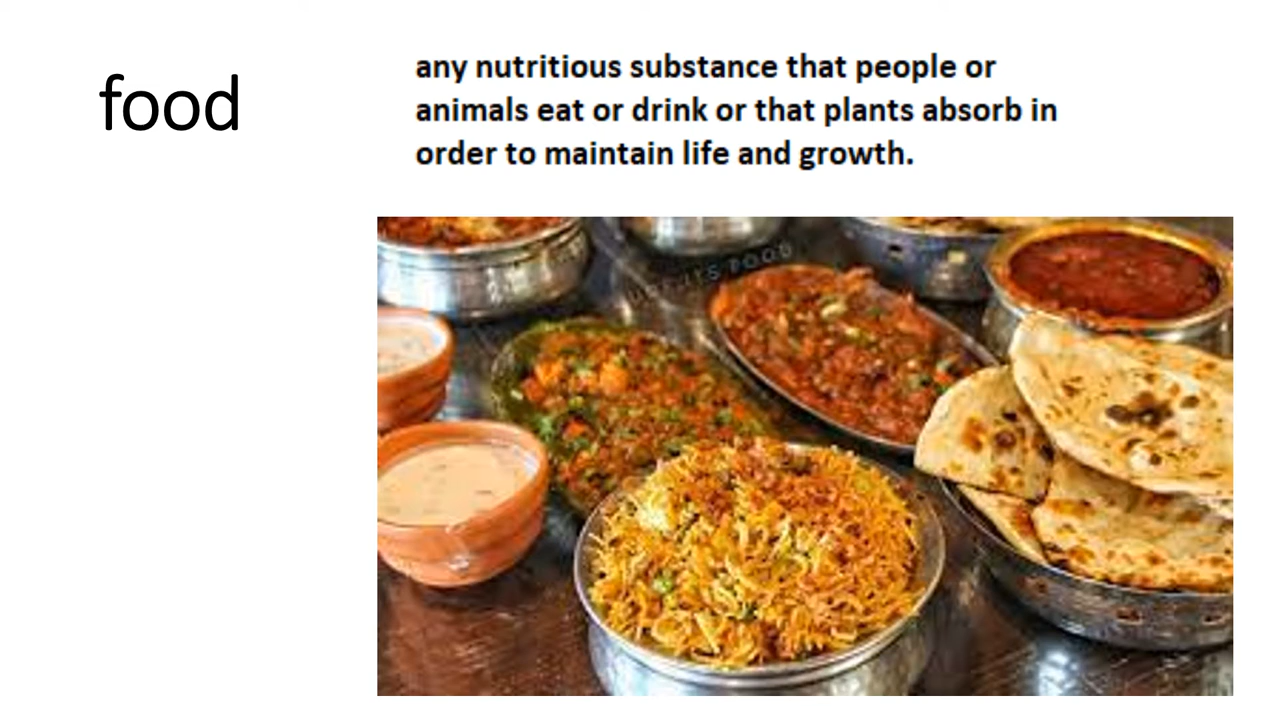 food
any nutritious substance that people or
animals eat or drink or that plants absorb in
order to maintain life and growth.
FOOD